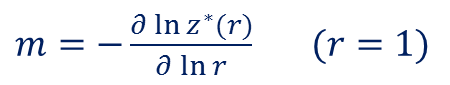 m = − ∂ ln z*(r) / ∂ ln r (r = 1)